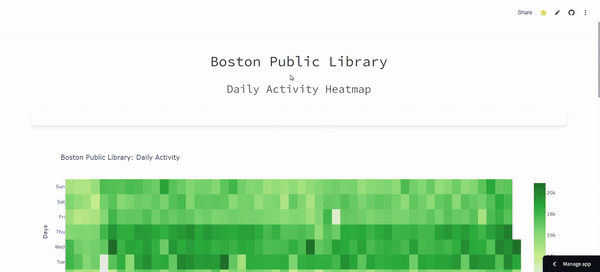 Share
Boston Public Library
Daily Activity Heatmap
Boston Public Library: Daily Activity
Sun
Sat
Fri
Thu
Wed
Tue
Days
20k
18k
16k
Manage app